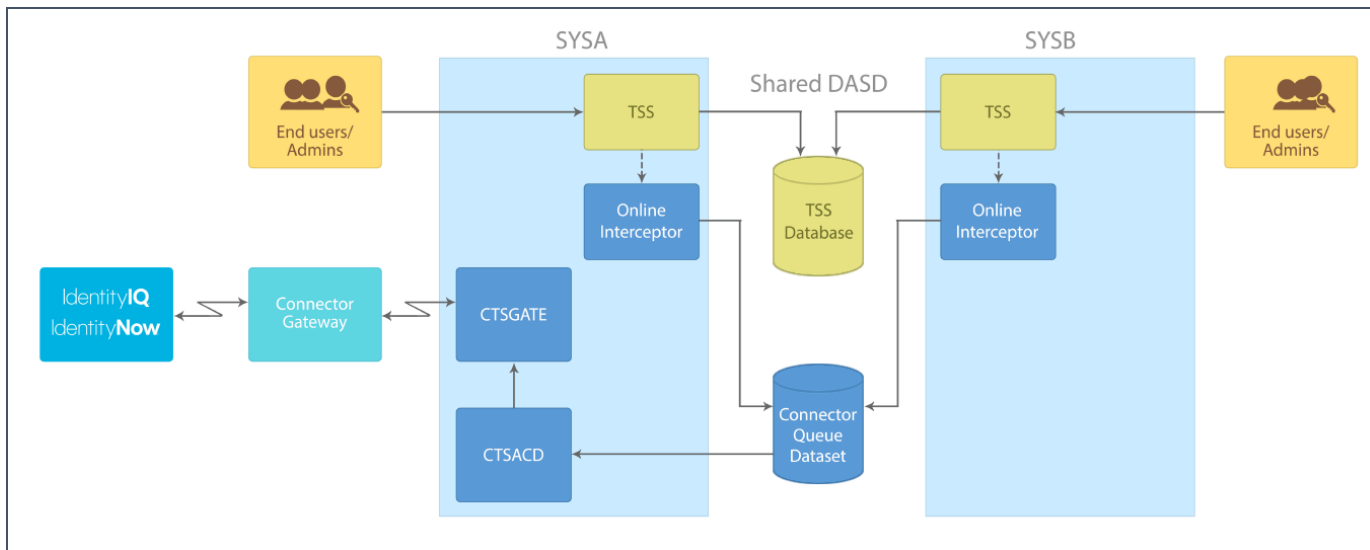 SYSA
SYSB
Shared DASD
End users/
Admins
TSS
TSS
End users/
Admins
Online
Interceptor
TSS
Database
Online
Interceptor
IdentityIQ
IdentityNow
Connector
Gateway
CTSGATE
CTSACD
Connector
Queue
Dataset